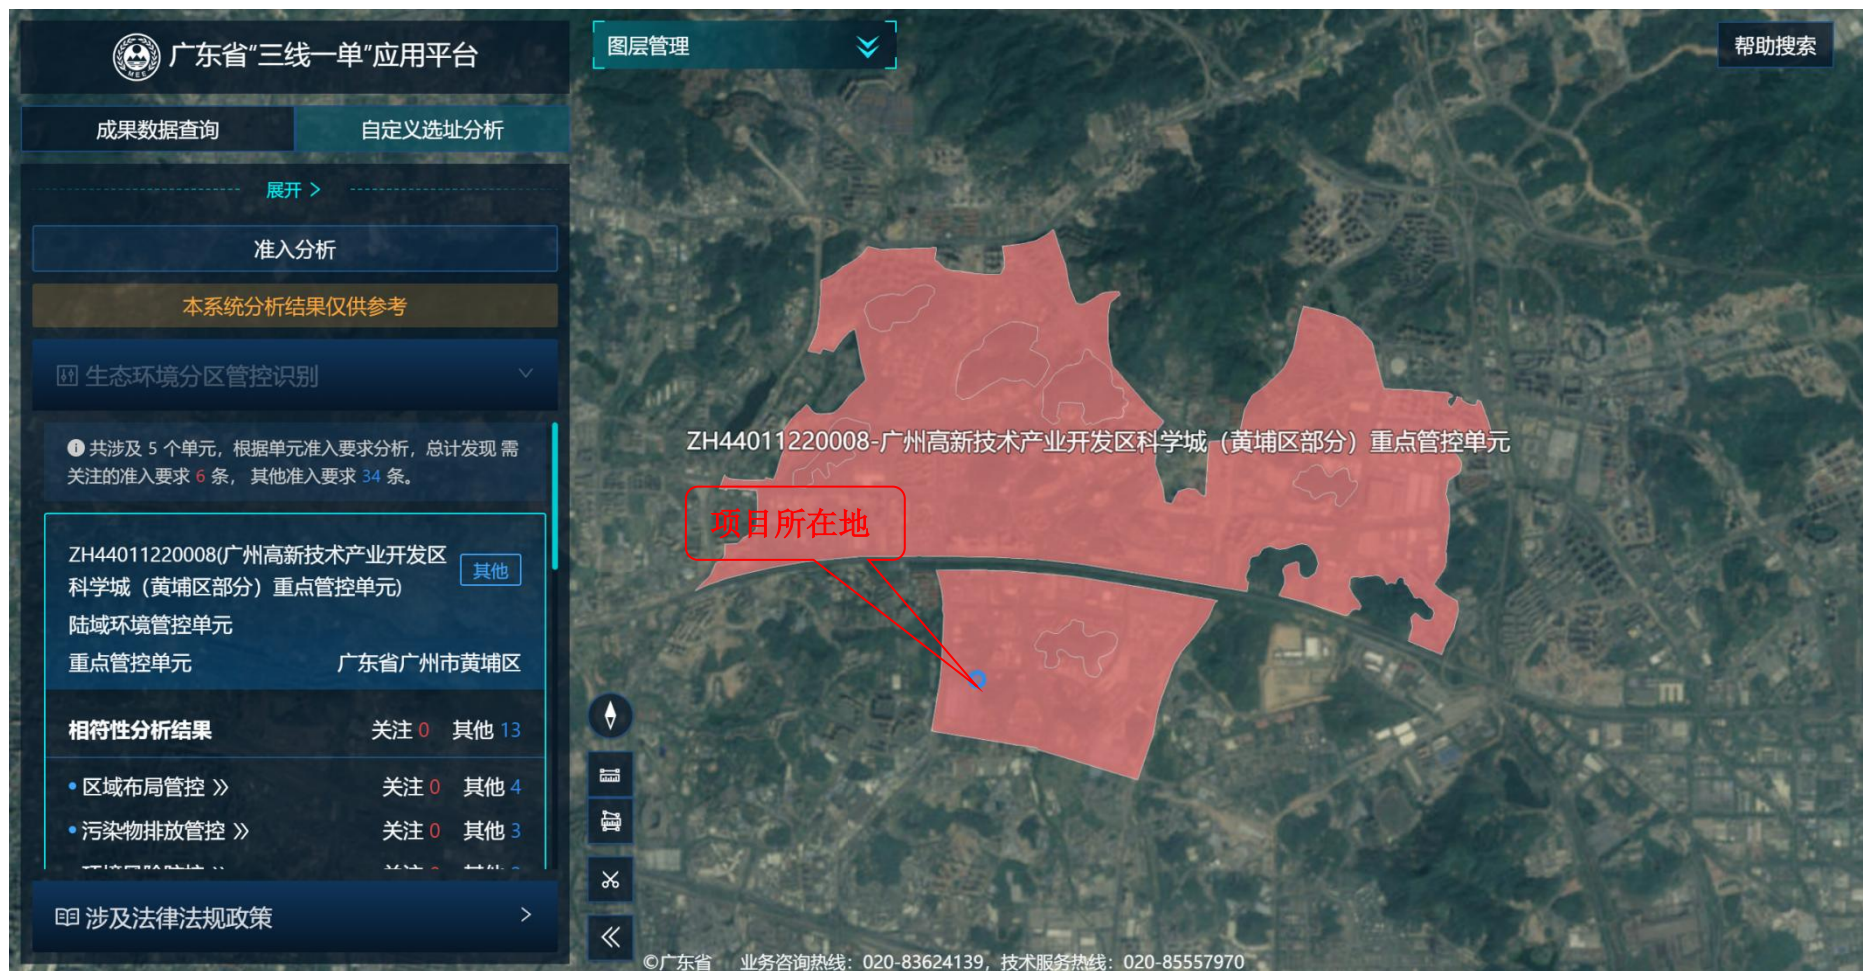 广东省“三线一单”应用平台
图层管理
帮助搜索
成果数据查询
自定义选址分析
展开
准入分析
本系统分析结果仅供参考
生态环境分区管控识别
共涉及 5 个单元，根据单元准入要求分析，总计发现 需
关注的准入要求 6 条， 其他准入要求 34 条。
ZH44011220008(广州高新技术产业开发区
科学城（黄埔区部分）重点管控单元)
其他
陆域环境管控单元
重点管控单元 广东省广州市黄埔区
相符性分析结果 关注 0 其他 13
区域布局管控 关注 0 其他 4
污染物排放管控 关注 0 其他 3
涉及法律法规政策
ZH44011220008-广州高新技术产业开发区科学城（黄埔区部分）重点管控单元
项目所在地
©广东省 业务咨询热线：020-83624139，技术服务热线：020-85557970